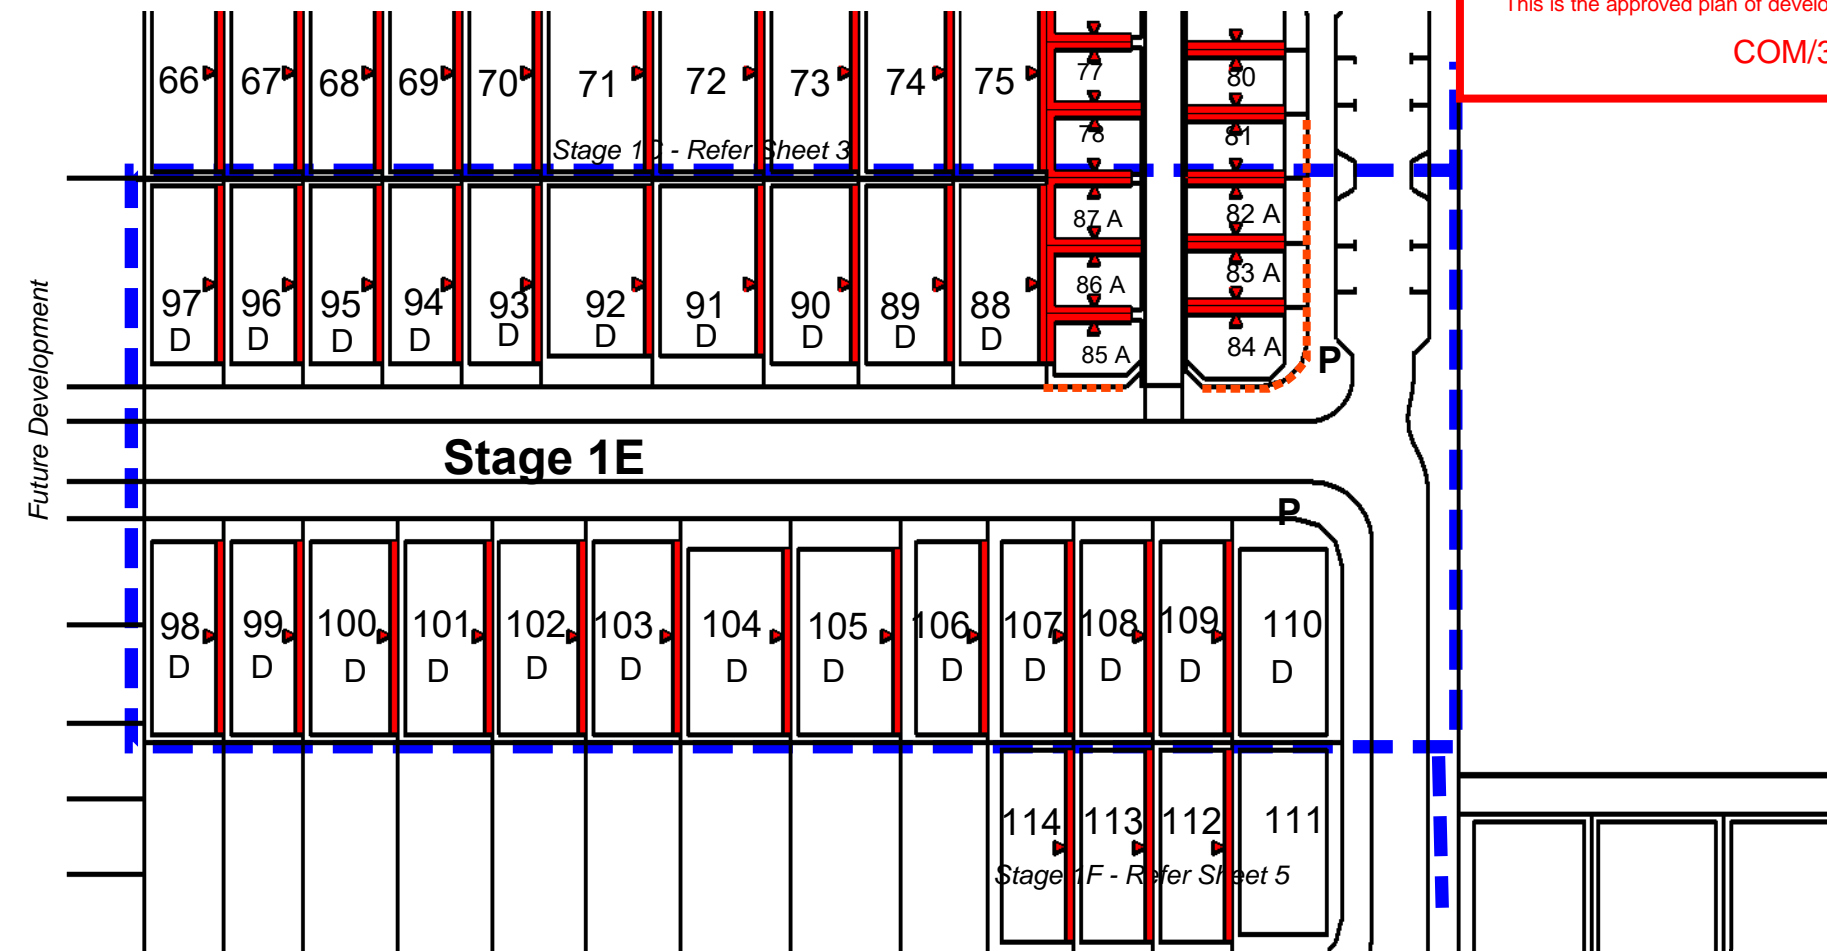 This is the approved plan of develo
COM/3
66 67 68 69 70 71 72 73 74 75 77 80
78 81
Stage 1C - Refer Sheet 3
87 A 82 A
86 A 83 A
97 96 95 94 93 92 91 90 89 88
D D D D D D D D D D
85 A 84 A
P
Future Development
Stage 1E
P
98 99 100 101 102 103 104 105 106 107 108 109 110
D D D D D D D D D D D D D
114 113 112 111
Stage 1F - Refer Sheet 5